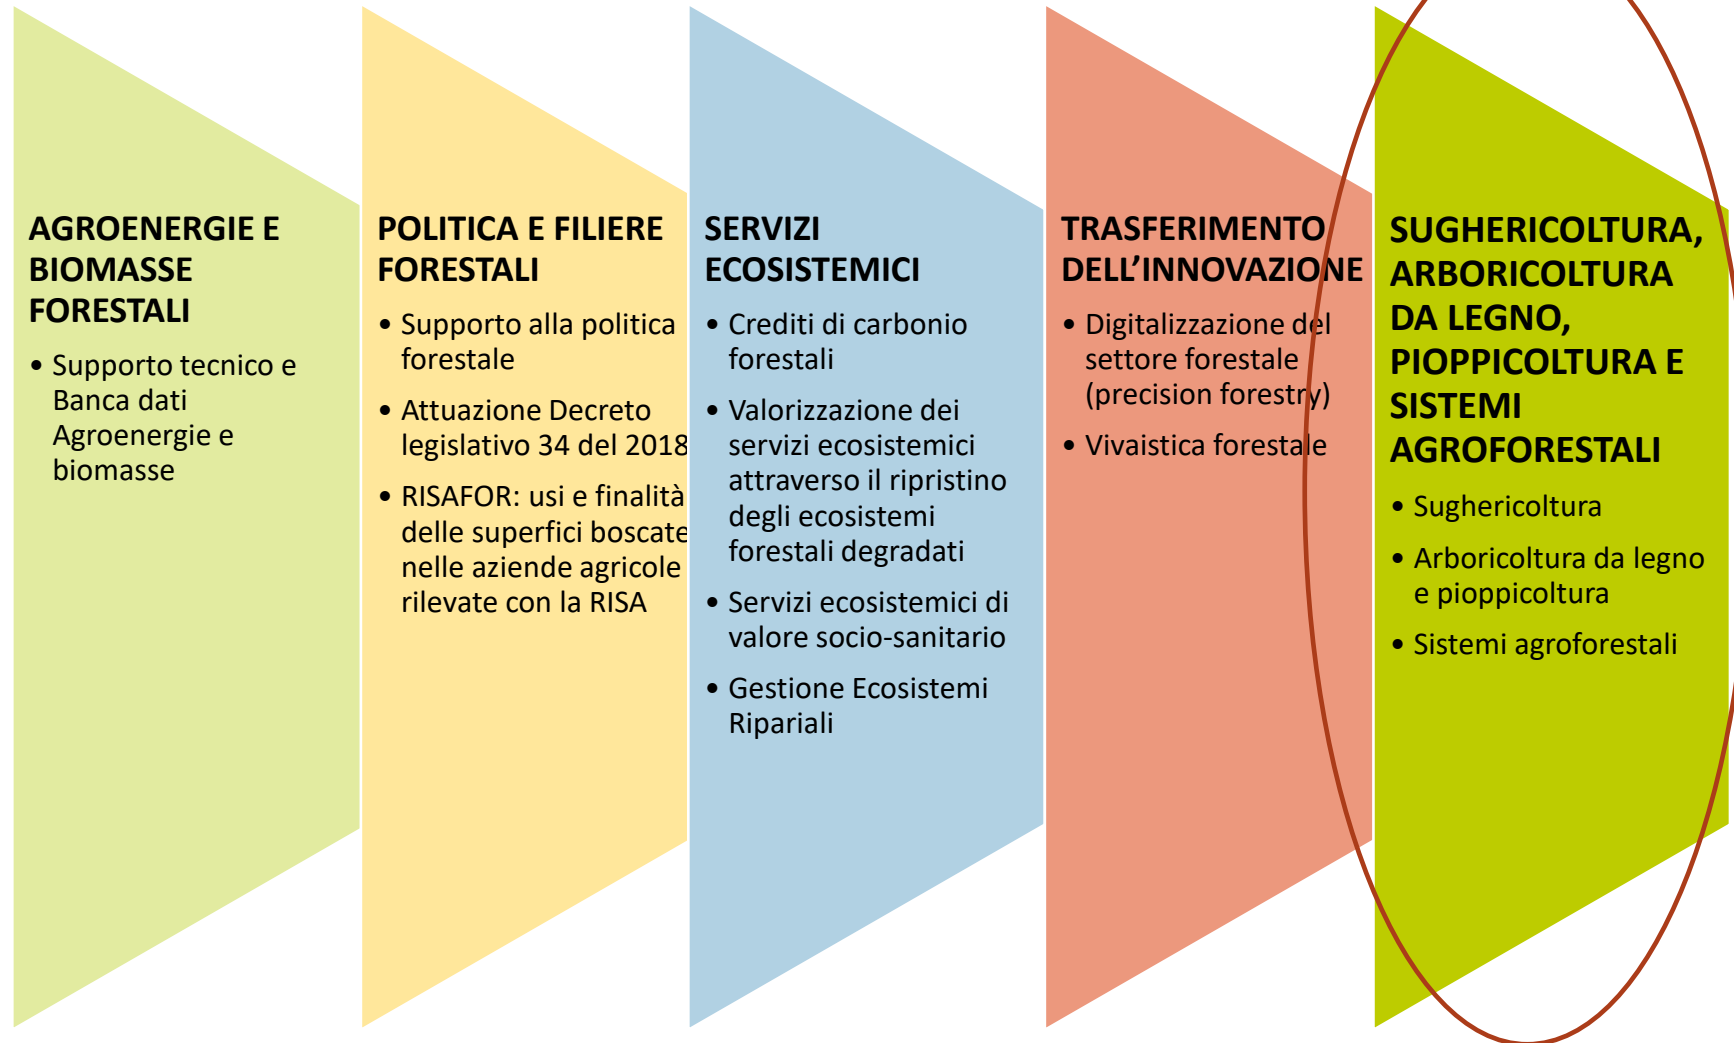 AGROENERGIE E
BIOMASSE
FORESTALI
• Supporto tecnico e
Banca dati
Agroenergie e
biomasse
POLITICA E FILIERE
FORESTALI
• Supporto alla politica
forestale
• Attuazione Decreto
legislativo 34 del 2018
• RISAFOR: usi e finalità
delle superfici boscate
nelle aziende agricole
rilevate con la RISA
SERVIZI
ECOSISTEMICI
• Crediti di carbonio
forestali
• Valorizzazione dei
servizi ecosistemici
attraverso il ripristino
degli ecosistemi
forestali degradati
• Servizi ecosistemici di
valore socio-sanitario
• Gestione Ecosistemi
Ripariali
TRASFERIMENTO
DELL’INNOVAZIONE
• Digitalizzazione del
settore forestale
(precision forestry)
• Vivaistica forestale
SUGHERICOLTURA,
ARBORICOLTURA
DA LEGNO,
PIOPPICOLTURA E
SISTEMI
AGROFORESTALI
• Sughericoltura
• Arboricoltura da legno
e pioppicoltura
• Sistemi agroforestali